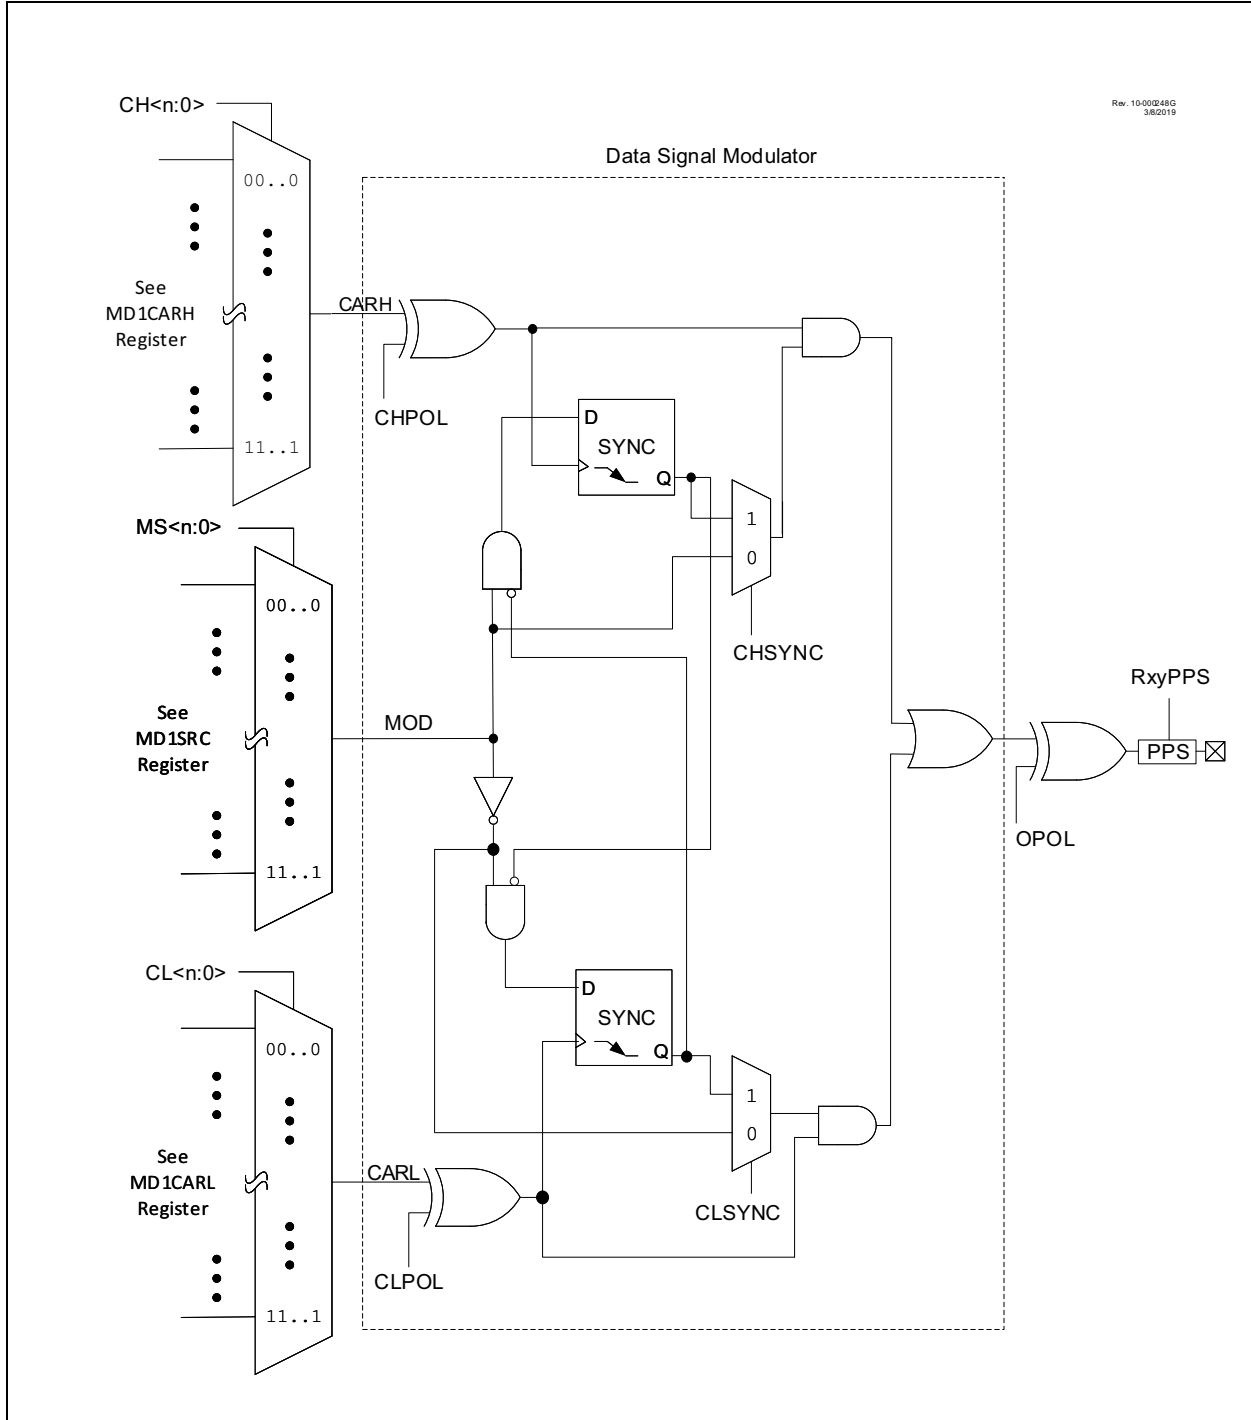 Rev. 10-000248G
3/8/2019
CH<n:0>
Data Signal Modulator
00..0
See
MD1CARH
Register
CARH
CHPOL
11..1
D
SYNC
Q
1
0
CHSYNC
MS<n:0>
00..0
See
MD1SRC
Register
MOD
11..1
RxyPPS
PPS
OPOL
CL<n:0>
00..0
See
MD1CARL
Register
CARL
CLPOL
11..1
D
SYNC
Q
1
0
CLSYNC